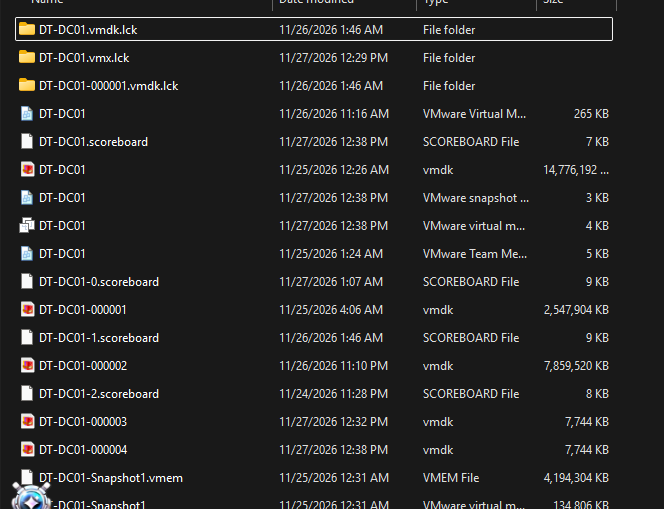 Name Date modified Type Size
DT-DC01.vmdk.lck 11/26/2026 1:46 AM File folder
DT-DC01.vmx.lck 11/27/2026 12:29 PM File folder
DT-DC01-000001.vmdk.lck 11/26/2026 1:46 AM File folder
DT-DC01 11/26/2026 11:16 AM VMware Virtual M... 265 KB
DT-DC01.scoreboard 11/27/2026 12:38 PM SCOREBOARD File 7 KB
DT-DC01 11/25/2026 12:26 AM vmdk 14,776,192 ...
DT-DC01 11/27/2026 12:38 PM VMware snapshot ... 3 KB
DT-DC01 11/27/2026 12:38 PM VMware virtual m... 4 KB
DT-DC01 11/25/2026 1:24 AM VMware Team Me... 5 KB
DT-DC01-0.scoreboard 11/27/2026 1:07 AM SCOREBOARD File 9 KB
DT-DC01-000001 11/25/2026 4:06 AM vmdk 2,547,904 KB
DT-DC01-1.scoreboard 11/26/2026 1:46 AM SCOREBOARD File 9 KB
DT-DC01-000002 11/26/2026 11:10 PM vmdk 7,859,520 KB
DT-DC01-2.scoreboard 11/24/2026 11:28 PM SCOREBOARD File 8 KB
DT-DC01-000003 11/27/2026 12:32 PM vmdk 7,744 KB
DT-DC01-000004 11/27/2026 12:38 PM vmdk 7,744 KB
DT-DC01-Snapshot1.vmem 11/25/2026 12:31 AM VMEM File 4,194,304 KB
DT-DC01-Snapshot1 11/25/2026 12:31 AM VMware virtual m... 134,806 KB